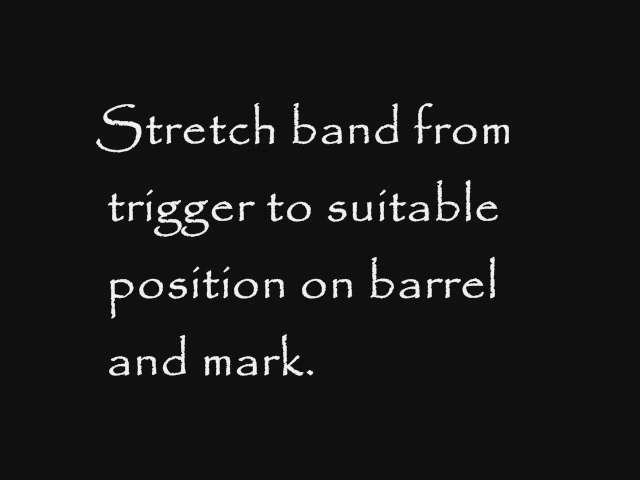 Stretch band from
trigger to suitable
position on barrel
and mark.